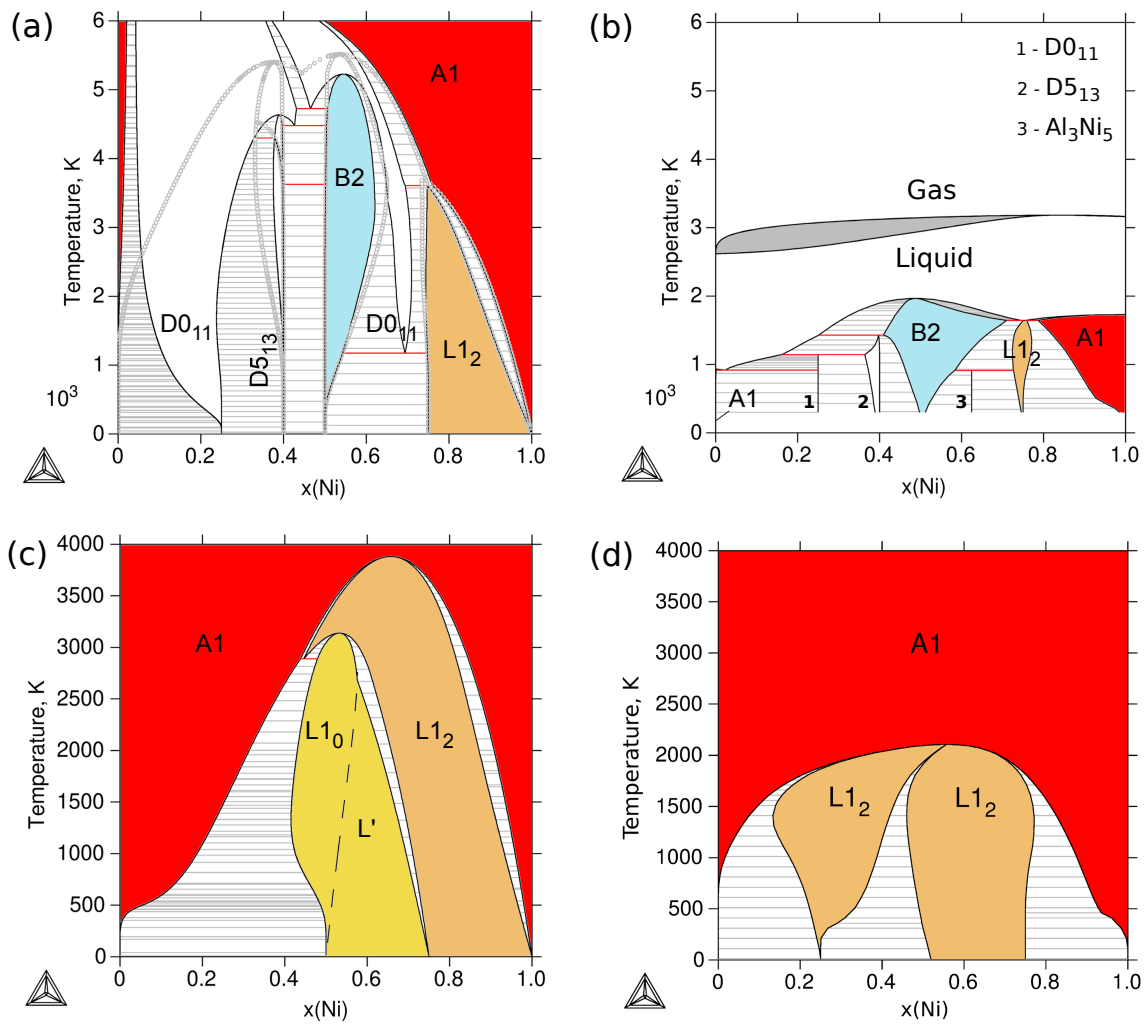 (a)
6
5
4
3
2
1
0
10³
Temperature, K
A1
B2
D0₁₁
D5₁₃
D0₁₁
L1₂
0
0.2
0.4
0.6
0.8
1.0
x(Ni)
(b)
6
5
4
3
2
1
0
10³
Temperature, K
1 - D0₁₁
2 - D5₁₃
3 - Al₃Ni₅
Gas
Liquid
B2
L1₂
A1
A1
1
2
3
0
0.2
0.4
0.6
0.8
1.0
x(Ni)
(c)
4000
3500
3000
2500
2000
1500
1000
500
0
Temperature, K
A1
L1₀
L1₂
L'
0
0.2
0.4
0.6
0.8
1.0
x(Ni)
(d)
4000
3500
3000
2500
2000
1500
1000
500
0
Temperature, K
A1
L1₂
L1₂
0
0.2
0.4
0.6
0.8
1.0
x(Ni)